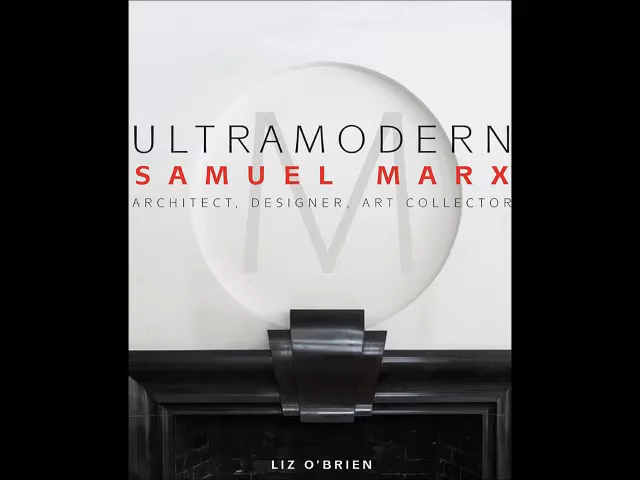 ULTRAMODERN
SAMUEL MARX
ARCHITECT, DESIGNER, ART COLLECTOR
M
LIZ O'BRIEN